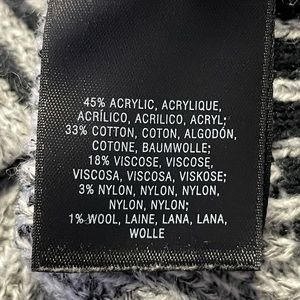 45% ACRYLIC, ACRYLIQUE,
ACRÍLICO, ACRILICO, ACRYL;
33% COTTON, COTON, ALGODÓN,
COTONE, BAUMWOLLE;
18% VISCOSE, VISCOSE,
VISCOSA, VISCOSA, VISKOSE;
3% NYLON, NYLON, NYLON,
NYLON, NYLON;
1% WOOL, LAINE, LANA, LANA,
WOLLE